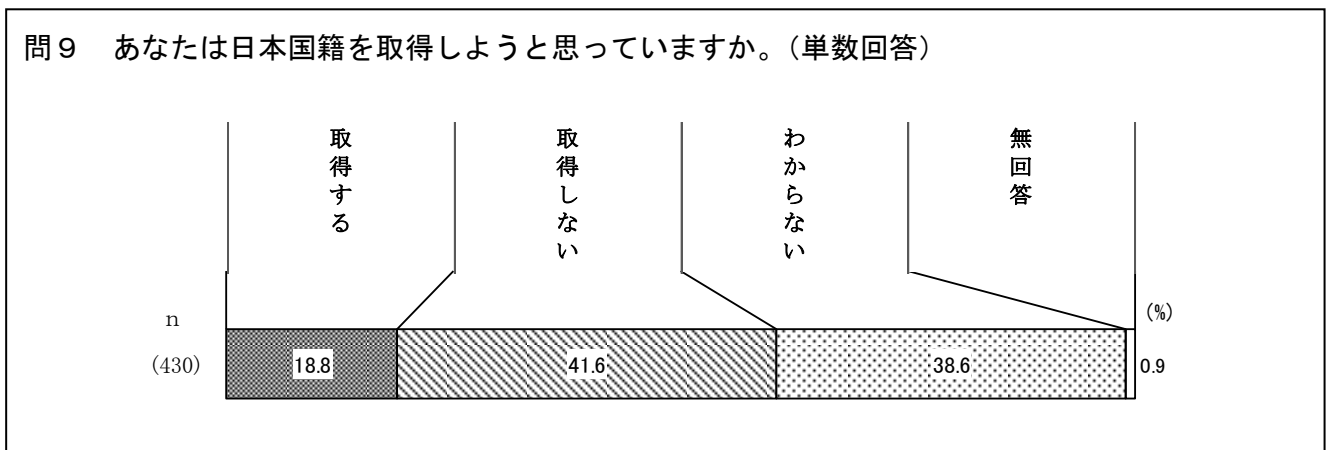 問９　あなたは日本国籍を取得しようと思っていますか。（単数回答）
取得する
取得しない
わからない
無回答
(%)
n
(430)
18.8
41.6
38.6
0.9